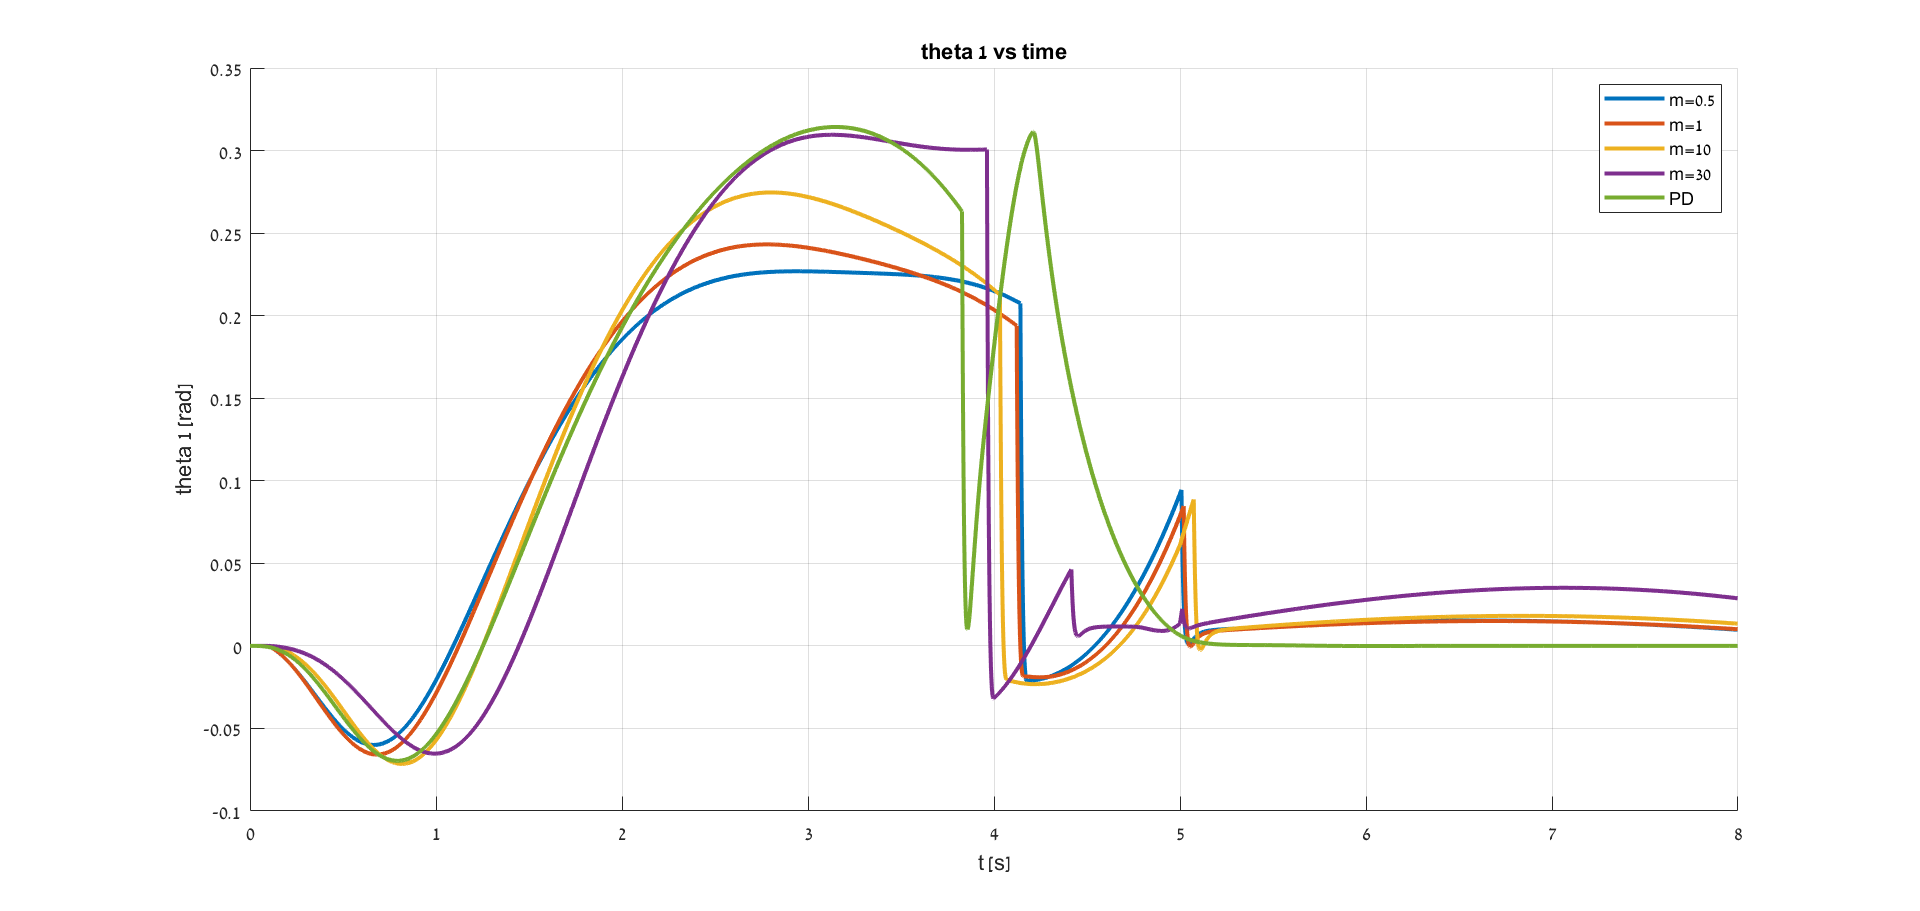 theta 1 vs time
m=0.5
m=1
m=10
m=30
PD
theta 1 [rad]
0.35
0.3
0.25
0.2
0.15
0.1
0.05
0
-0.05
-0.1
0 1 2 3 4 5 6 7 8
t [s]